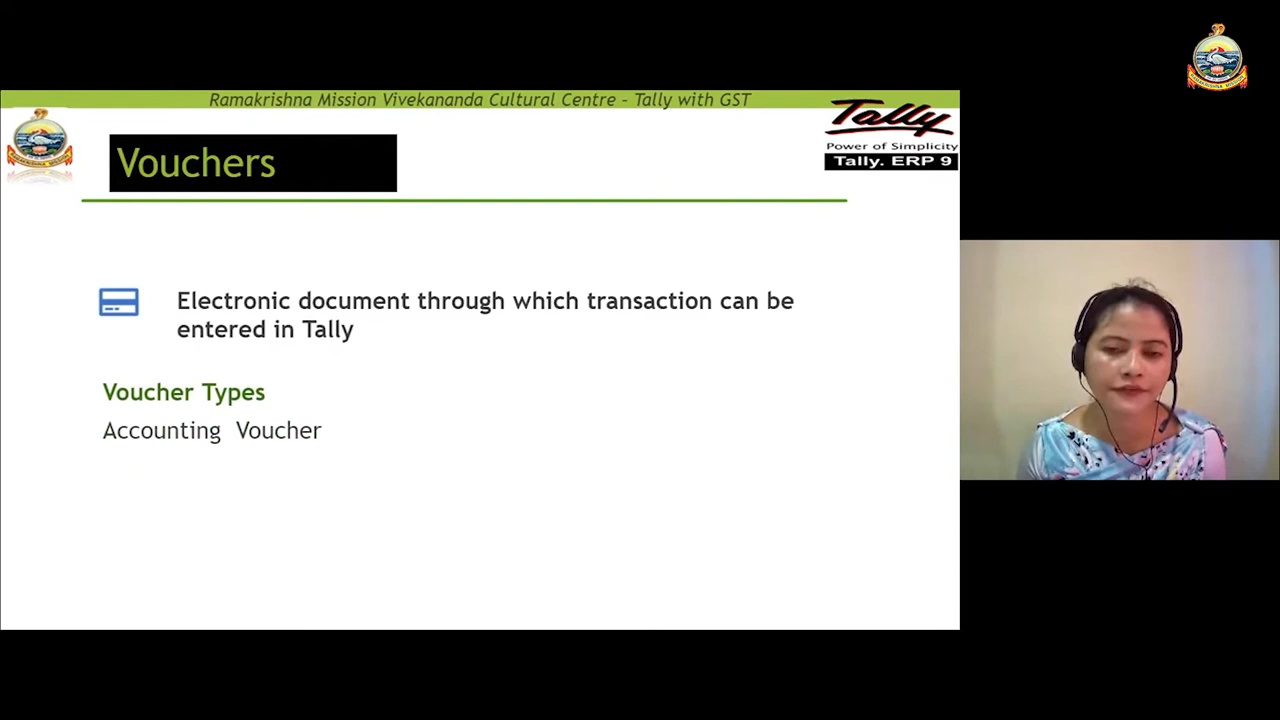 Ramakrishna Mission Vivekananda Cultural Centre - Tally with GST
Tally
Power of Simplicity
Tally. ERP 9
Vouchers
Electronic document through which transaction can be
entered in Tally
Voucher Types
Accounting Voucher